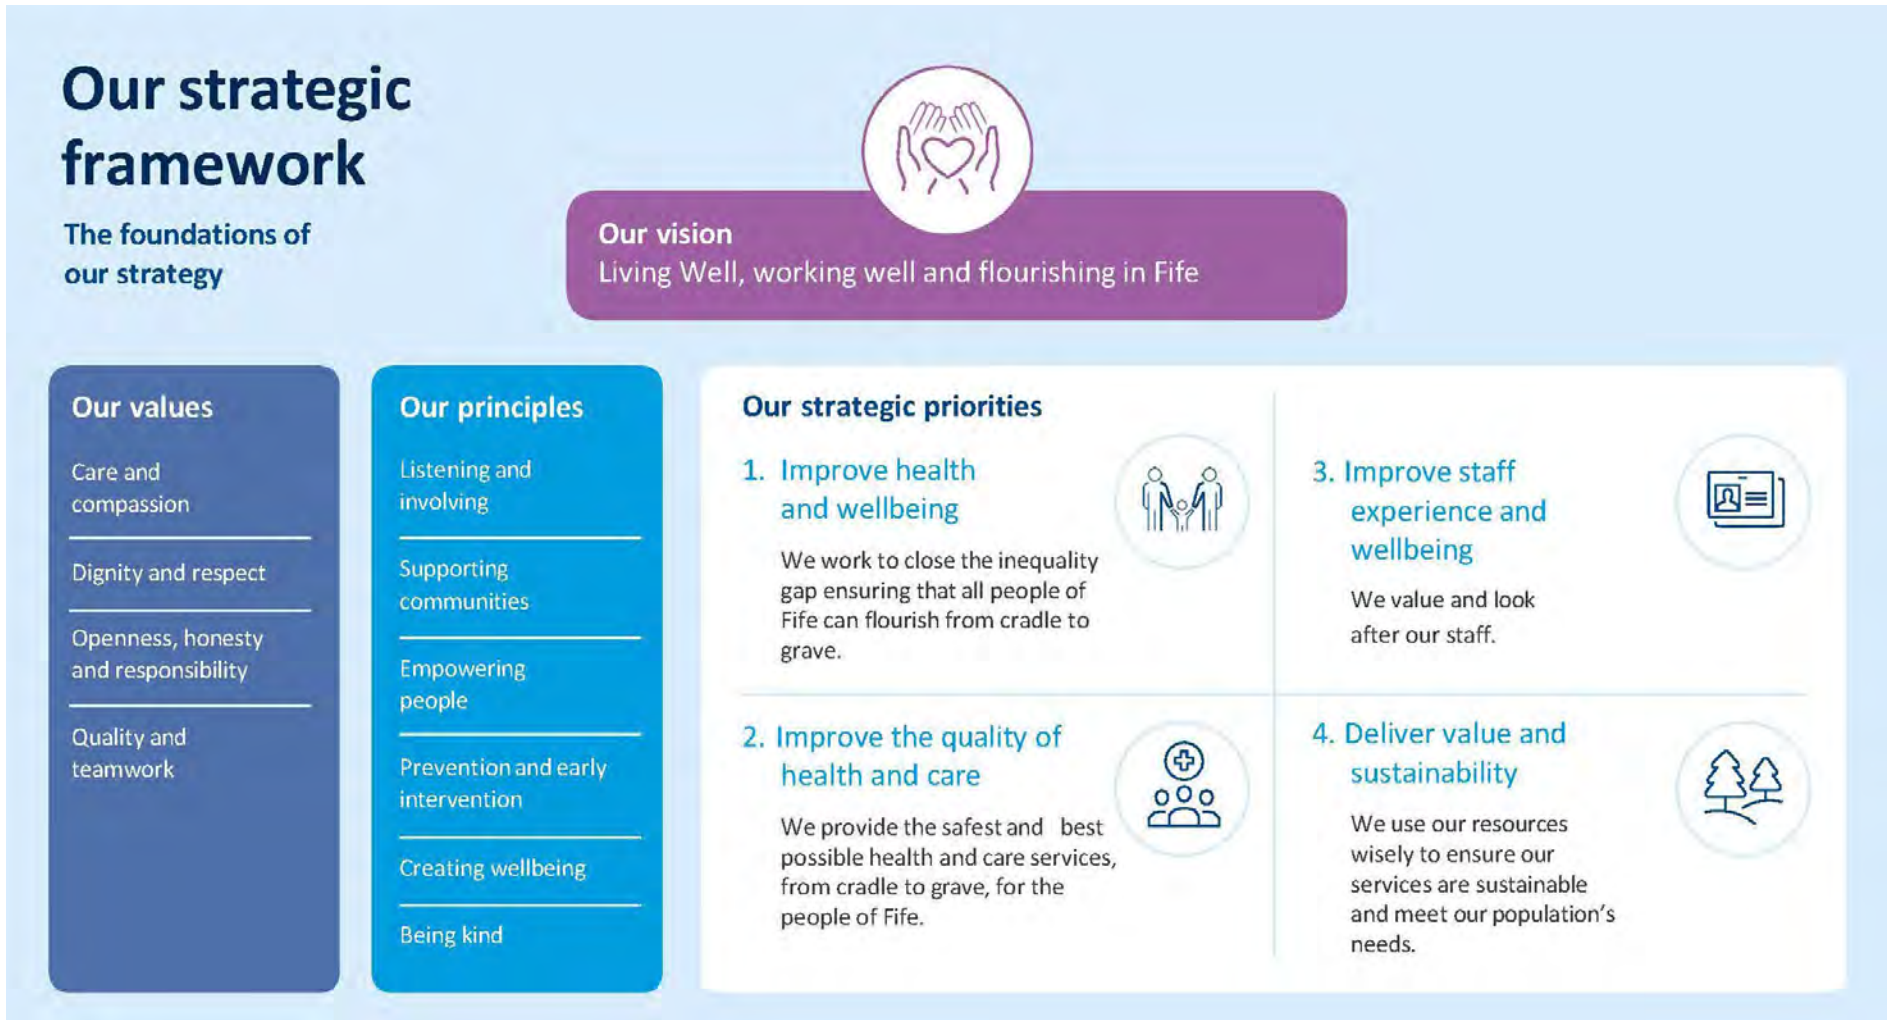 Our strategic
framework
The foundations of
our strategy
Our vision
Living Well, working well and flourishing in Fife
Our values
Care and
compassion
Dignity and respect
Openness, honesty
and responsibility
Quality and
teamwork
Our principles
Listening and
involving
Supporting
communities
Empowering
people
Prevention and early
intervention
Creating wellbeing
Being kind
Our strategic priorities
1. Improve health
and wellbeing
We work to close the inequality
gap ensuring that all people of
Fife can flourish from cradle to
grave.
2. Improve the quality of
health and care
We provide the safest and best
possible health and care services,
from cradle to grave, for the
people of Fife.
3. Improve staff
experience and
wellbeing
We value and look
after our staff.
4. Deliver value and
sustainability
We use our resources
wisely to ensure our
services are sustainable
and meet our population's
needs.